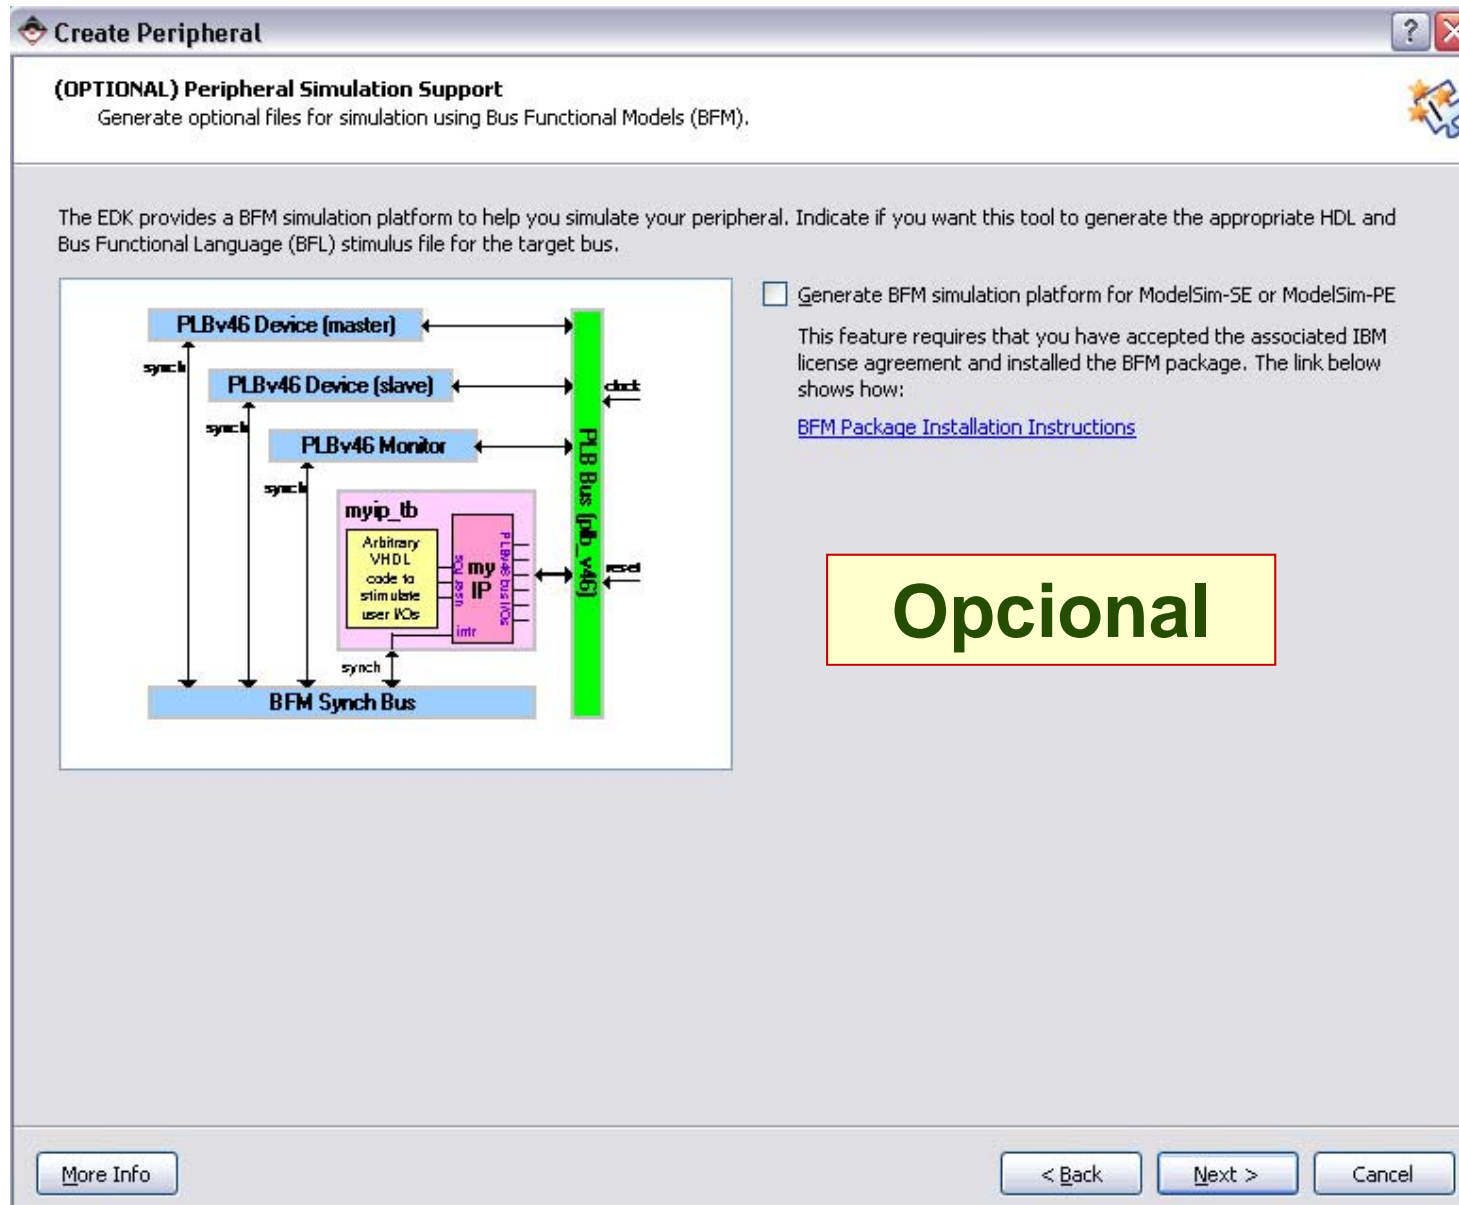 Create Peripheral
?
(OPTIONAL) Peripheral Simulation Support
Generate optional files for simulation using Bus Functional Models (BFM).
The EDK provides a BFM simulation platform to help you simulate your peripheral. Indicate if you want this tool to generate the appropriate HDL and
Bus Functional Language (BFL) stimulus file for the target bus.
PLBv46 Device (master)
synch
PLBv46 Device (slave)
clock
synch
PLBv46 Monitor
synch
PLB Bus (plb_v46)
myip_tb
Arbitrary
VHDL
code to
stimulate
user I/Os
user I/Os
my
IP
PLBv46 bus I/Os
intr
reset
synch
BFM Synch Bus
Generate BFM simulation platform for ModelSim-SE or ModelSim-PE
This feature requires that you have accepted the associated IBM
license agreement and installed the BFM package. The link below
shows how:
BFM Package Installation Instructions
Opcional
More Info
< Back
Next >
Cancel